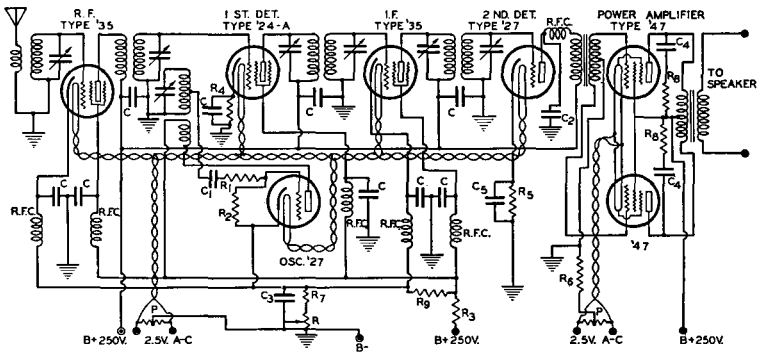 R.F.
TYPE '35
1 ST. DET.
TYPE '24-A
I.F.
TYPE '35
2 ND. DET.
TYPE '27
R.F.C.
POWER AMPLIFIER
TYPE '47
C4
TO
SPEAKER
R4
C
C
C
C
C2
R8
R8
C4
C
C
C1
R1
R2
C
C
C
C5
R5
R.F.C.
R.F.C.
R.F.C.
R.F.C.
R.F.C.
OSC. '27
'47
R6
C3
R7
R
R9
R3
P
P
B+250V.
2.5V. A-C
B-
B+250V.
2.5V. A-C
B+250V.